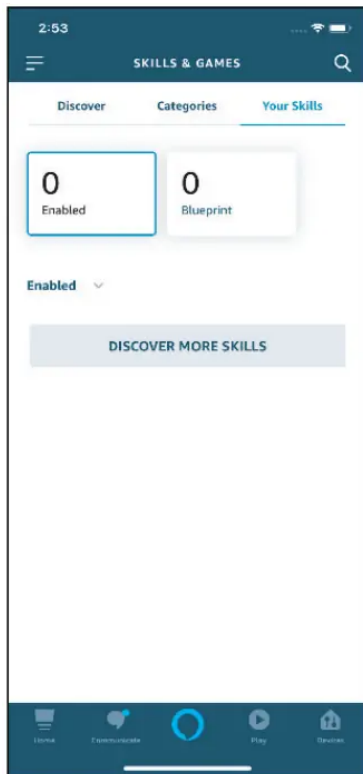 2:53
SKILLS & GAMES
Discover Categories Your Skills
0 0
Enabled Blueprint
Enabled
DISCOVER MORE SKILLS
Home Communicate Play Devices